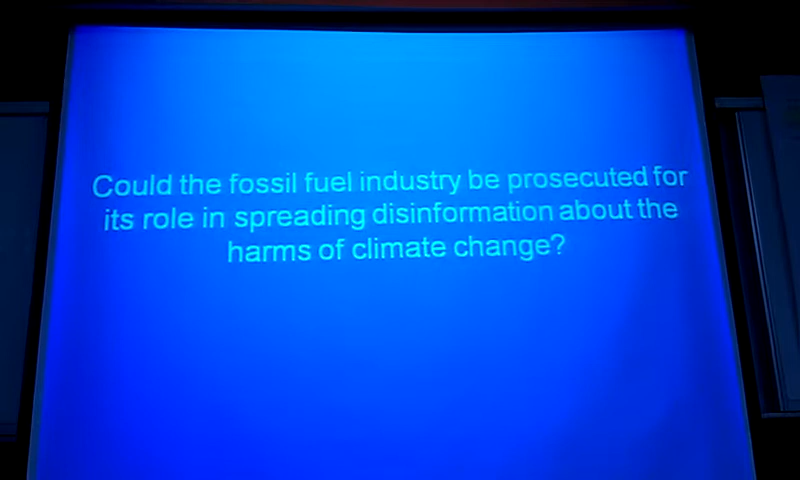 Could the fossil fuel industry be prosecuted for
its role in spreading disinformation about the
harms of climate change?